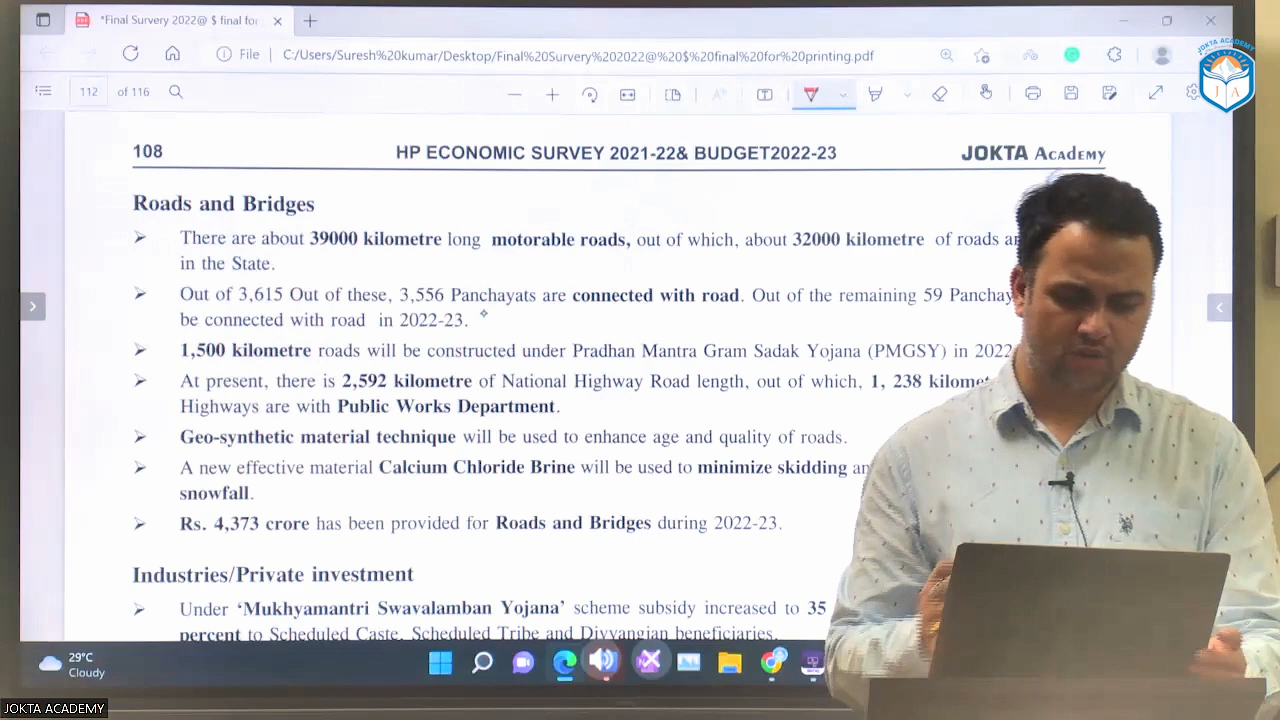 *Final Survery 2022@ $ final for
File
C:/Users/Suresh%20kumar/Desktop/Final%20Survery%202022@%20$%20final%20for%20printing.pdf
JOKTA ACADEMY
J A
112 of 116
108 HP ECONOMIC SURVEY 2021-22& BUDGET2022-23 JOKTA ACADEMY
Roads and Bridges
There are about 39000 kilometre long motorable roads, out of which, about 32000 kilometre of roads
in the State.
Out of 3,615 Out of these, 3,556 Panchayats are connected with road. Out of the remaining 59
be connected with road in 2022-23.
1,500 kilometre roads will be constructed under Pradhan Mantra Gram Sadak Yojana (PMGSY) in
At present, there is 2,592 kilometre of National Highway Road length, out of which, 1, 238
Highways are with Public Works Department.
Geo-synthetic material technique will be used to enhance age and quality of roads.
A new effective material Calcium Chloride Brine will be used to minimize skidding
snowfall.
Rs. 4,373 crore has been provided for Roads and Bridges during 2022-23.
Industries/Private investment
Under ‘Mukhyamantri Swavalamban Yojana’ scheme subsidy increased to 35
percent to Scheduled Caste, Scheduled Tribe and Divyangjan beneficiaries.
29°C
Cloudy
JOKTA ACADEMY